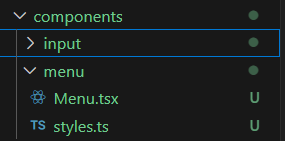 components
input
menu
Menu.tsx U
TS styles.ts U